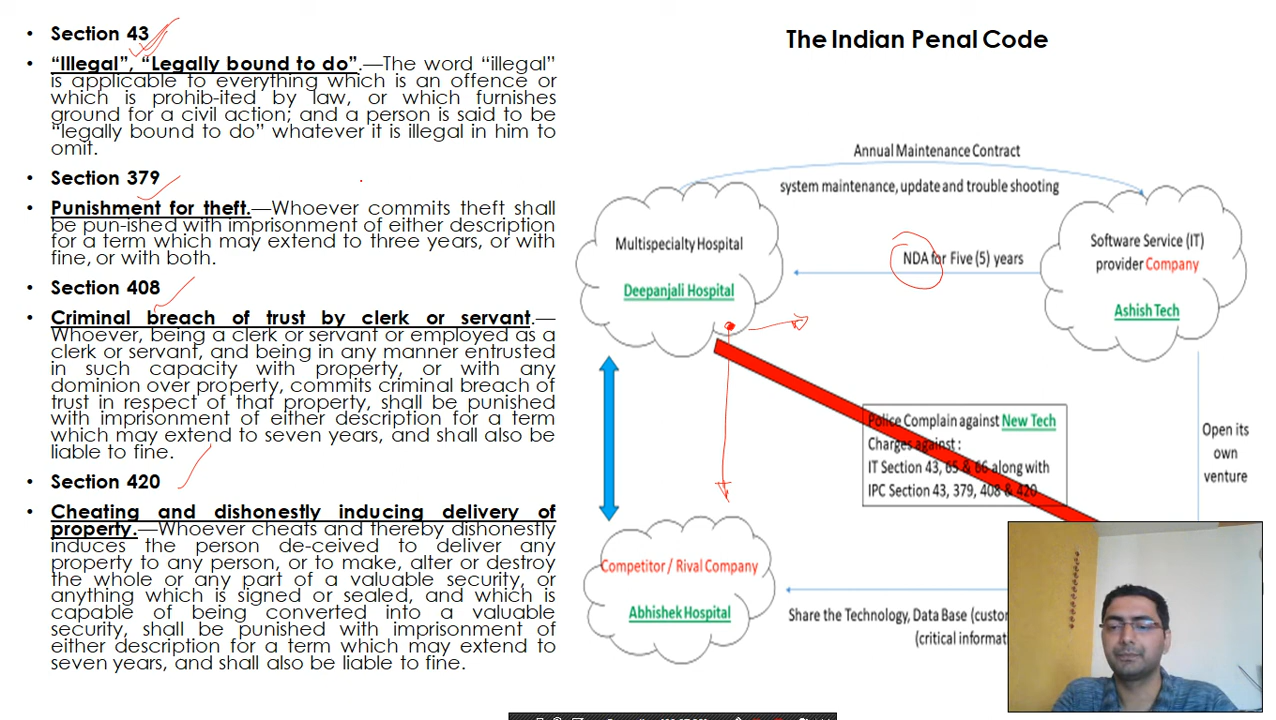 The Indian Penal Code
• Section 43
• “Illegal”, “Legally bound to do”.—The word “illegal”
is applicable to everything which is an offence or
which is prohib-ited by law, or which furnishes
ground for a civil action; and a person is said to be
“legally bound to do” whatever it is illegal in him to
omit.
• Section 379
• Punishment for theft.—Whoever commits theft shall
be pun-ished with imprisonment of either description
for a term which may extend to three years, or with
fine, or with both.
• Section 408
• Criminal breach of trust by clerk or servant.—
Whoever, being a clerk or servant or employed as a
clerk or servant, and being in any manner entrusted
in such capacity with property, or with any
dominion over property, commits criminal breach of
trust in respect of that property, shall be punished
with imprisonment of either description for a term
which may extend to seven years, and shall also be
liable to fine.
• Section 420
• Cheating and dishonestly inducing delivery of
property.—Whoever cheats and thereby dishonestly
induces the person de-ceived to deliver any
property to any person, or to make, alter or destroy
the whole or any part of a valuable security, or
anything which is signed or sealed, and which is
capable of being converted into a valuable
security, shall be punished with imprisonment of
either description for a term which may extend to
seven years, and shall also be liable to fine.
Annual Maintenance Contract
system maintenance, update and trouble shooting
Multispecialty Hospital
Deepanjali Hospital
NDA for Five (5) years
Software Service (IT)
provider Company
Ashish Tech
Police Complain against New Tech
Charges against :
IT Section 43, 65 & 66 along with
IPC Section 43, 379, 408 & 420
Open its
own
venture
Competitor / Rival Company
Abhishek Hospital
Share the Technology, Data Base (custo
(critical informat